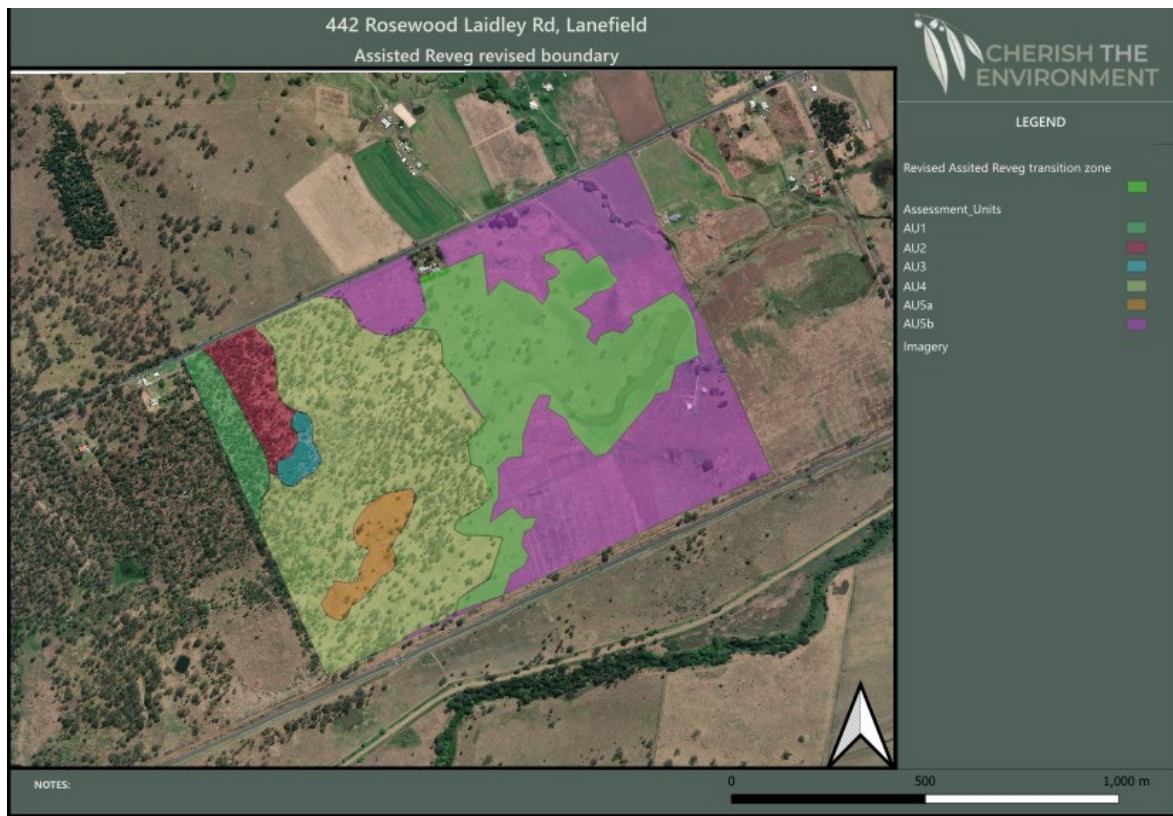 442 Rosewood Laidley Rd, Lanefield
Assisted Reveg revised boundary
CHERISH THE
ENVIRONMENT
LEGEND
Revised Assited Reveg transition zone
Assessment_Units
AU1
AU2
AU3
AU4
AU5a
AU5b
Imagery
NOTES:
0 500 1,000 m